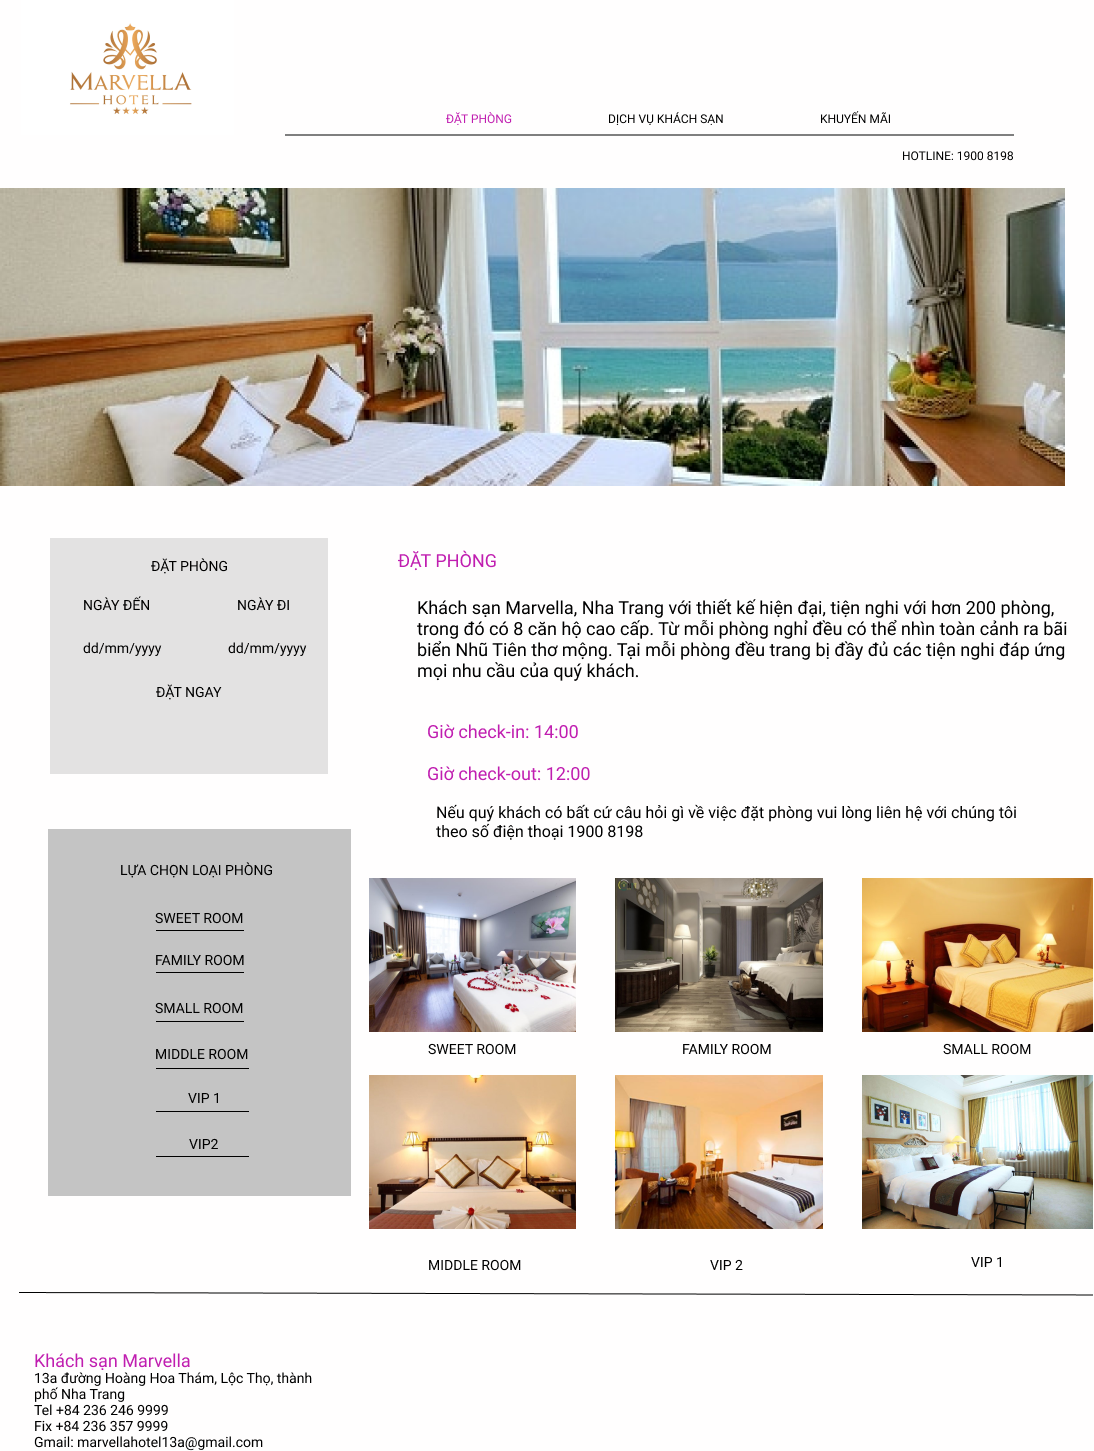 MARVELLA
HOTEL
ĐẶT PHÒNG
DỊCH VỤ KHÁCH SẠN
KHUYẾN MÃI
HOTLINE: 1900 8198
ĐẶT PHÒNG
NGÀY ĐẾN
NGÀY ĐI
dd/mm/yyyy
dd/mm/yyyy
ĐẶT NGAY
ĐẶT PHÒNG
Khách sạn Marvella, Nha Trang với thiết kế hiện đại, tiện nghi với hơn 200 phòng,
trong đó có 8 căn hộ cao cấp. Từ mỗi phòng nghỉ đều có thể nhìn toàn cảnh ra bãi
biển Nhũ Tiên thơ mộng. Tại mỗi phòng đều trang bị đầy đủ các tiện nghi đáp ứng
mọi nhu cầu của quý khách.
Giờ check-in: 14:00
Giờ check-out: 12:00
Nếu quý khách có bất cứ câu hỏi gì về việc đặt phòng vui lòng liên hệ với chúng tôi
theo số điện thoại 1900 8198
LỰA CHỌN LOẠI PHÒNG
SWEET ROOM
FAMILY ROOM
SMALL ROOM
MIDDLE ROOM
VIP 1
VIP2
SWEET ROOM
FAMILY ROOM
SMALL ROOM
MIDDLE ROOM
VIP 2
VIP 1
Khách sạn Marvella
13a đường Hoàng Hoa Thám, Lộc Thọ, thành
phố Nha Trang
Tel +84 236 246 9999
Fix +84 236 357 9999
Gmail: marvellahotel13a@gmail.com